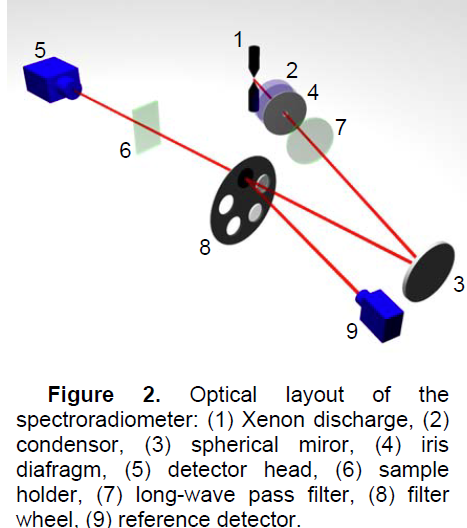 1
5
2
4
7
6
8
3
9
Figure 2. Optical layout of the
spectroradiometer: (1) Xenon discharge, (2)
condensor, (3) spherical miror, (4) iris
diafragm, (5) detector head, (6) sample
holder, (7) long-wave pass filter, (8) filter
wheel, (9) reference detector.